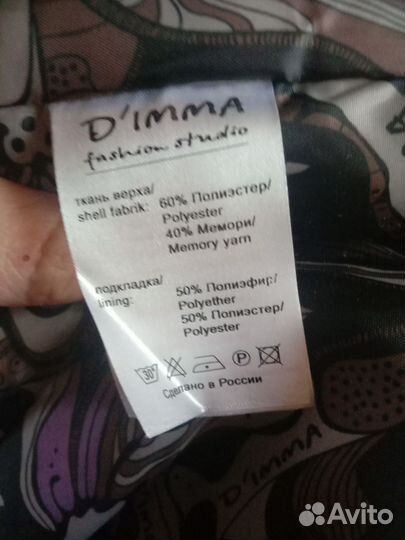 D'IMMA
fashion studio
ткань верха/
shell fabrik: 60% Полиэстер/
Polyester
40% Мемори/
Memory yarn
подкладка/
lining: 50% Полиэфир/
Polyether
50% Полиэстер/
Polyester
30° P
Сделано в России
D'IMMA
Avito